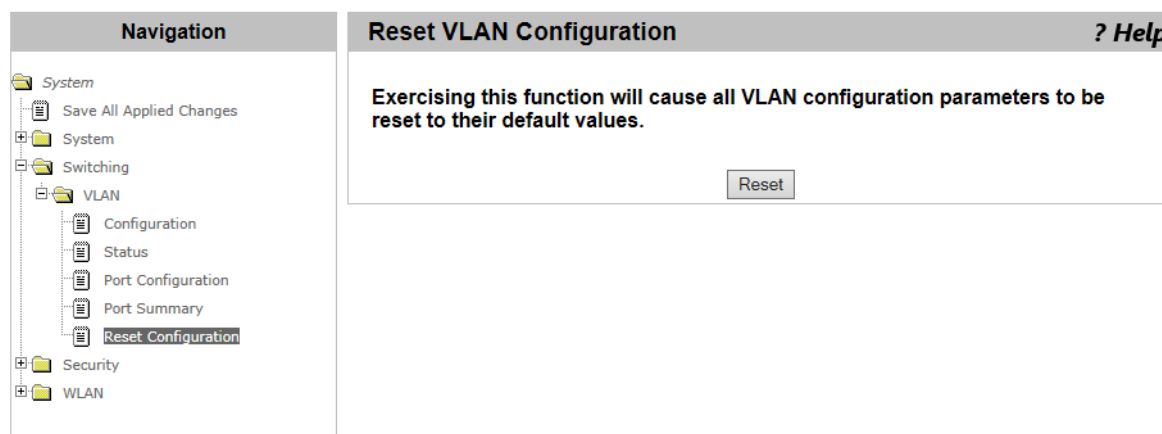 Navigation
System
Save All Applied Changes
System
Switching
VLAN
Configuration
Status
Port Configuration
Port Summary
Reset Configuration
Security
WLAN
Reset VLAN Configuration
? Help
Exercising this function will cause all VLAN configuration parameters to be
reset to their default values.
Reset